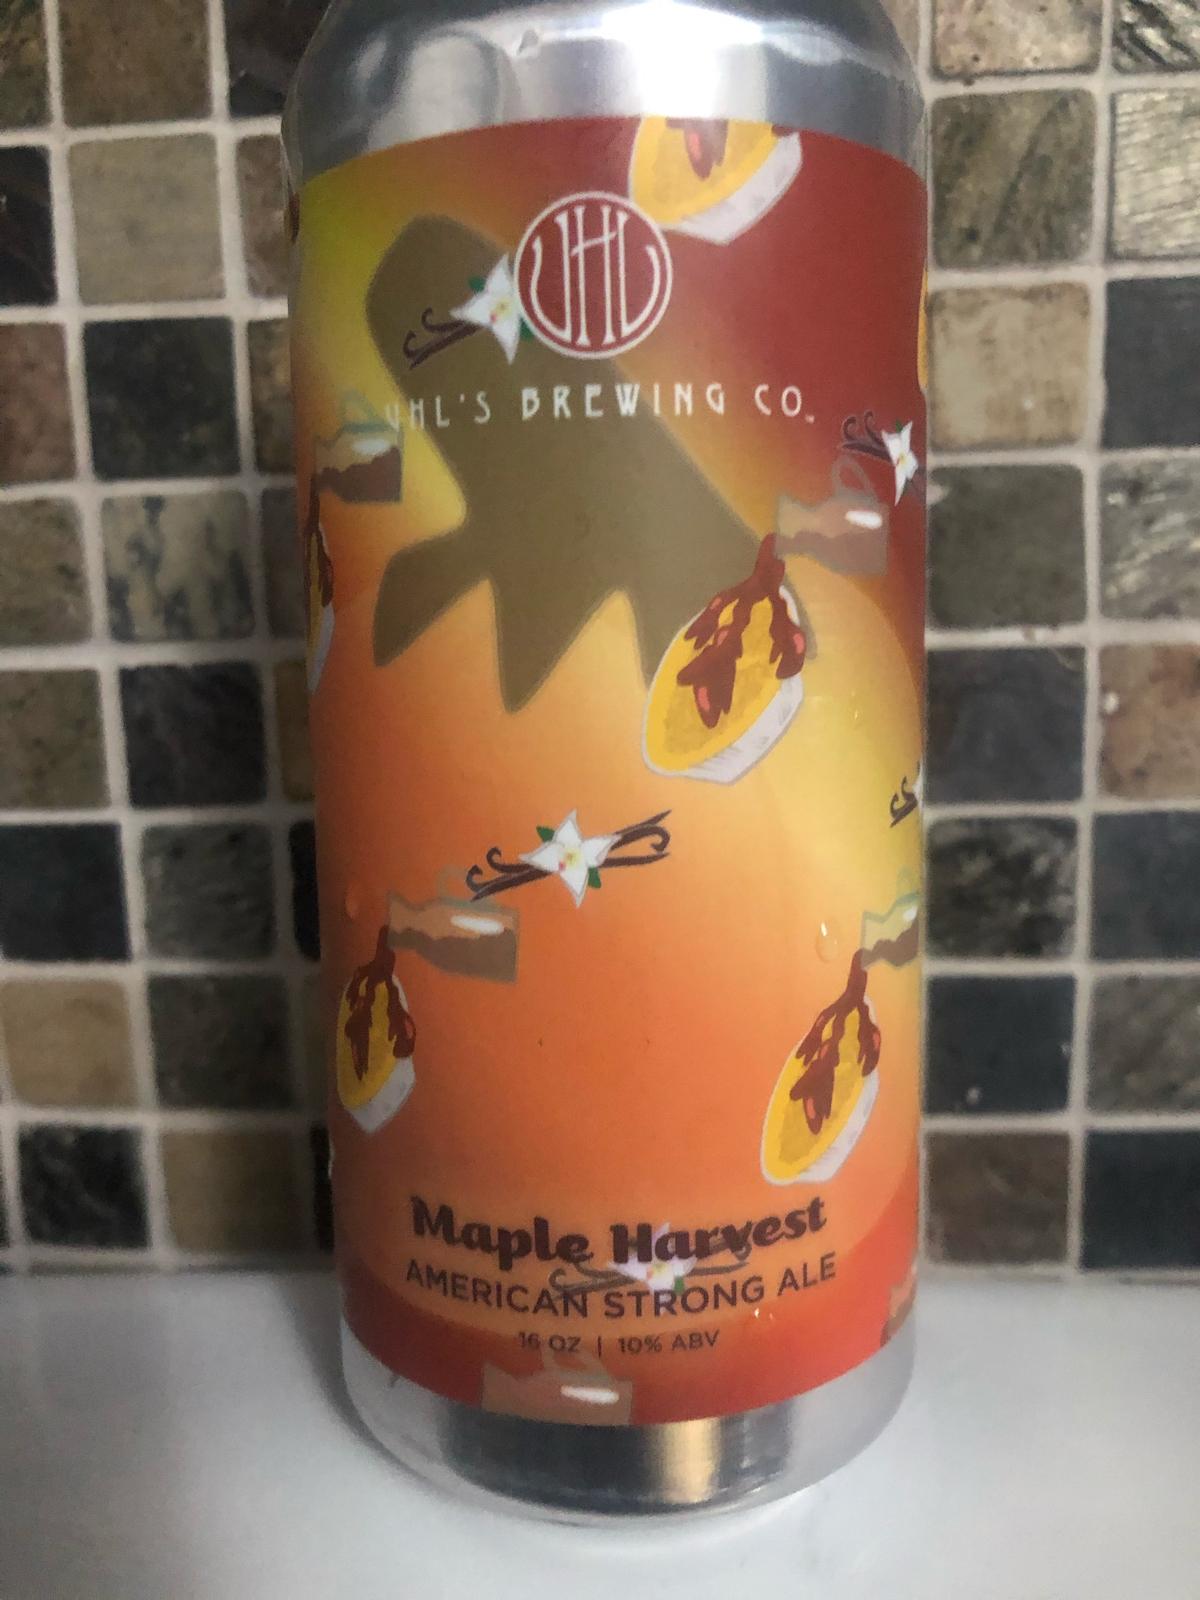 UHL
UHL'S BREWING CO.
Maple Harvest
AMERICAN STRONG ALE
16 OZ | 10% ABV